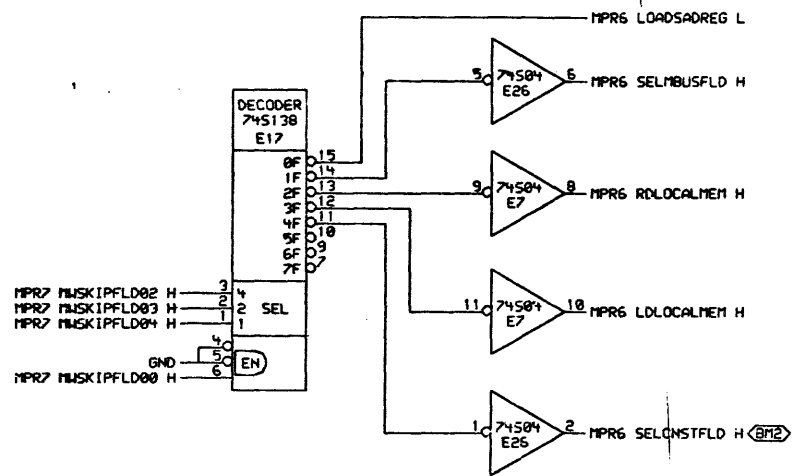 MPR6 LOADSADREG L
5 74S04 6 MPR6 SELMBUSFLD H
E26
DECODER
74S138
E17
0F 15
1F 14
2F 13
3F 12
4F 11
5F 10
6F 9
7F 7
9 74S04 8 MPR6 RDLOCALMEM H
E7
MPR7 MWSKIPFLD02 H 3 4
MPR7 MWSKIPFLD03 H 2 2 SEL
MPR7 MWSKIPFLD04 H 1 1
11 74S04 10 MPR6 LDLOCALMEM H
E7
4
GND 5 EN
MPR7 MWSKIPFLD00 H 6
1 74S04 2 MPR6 SELCNSTFLD H BM2
E26